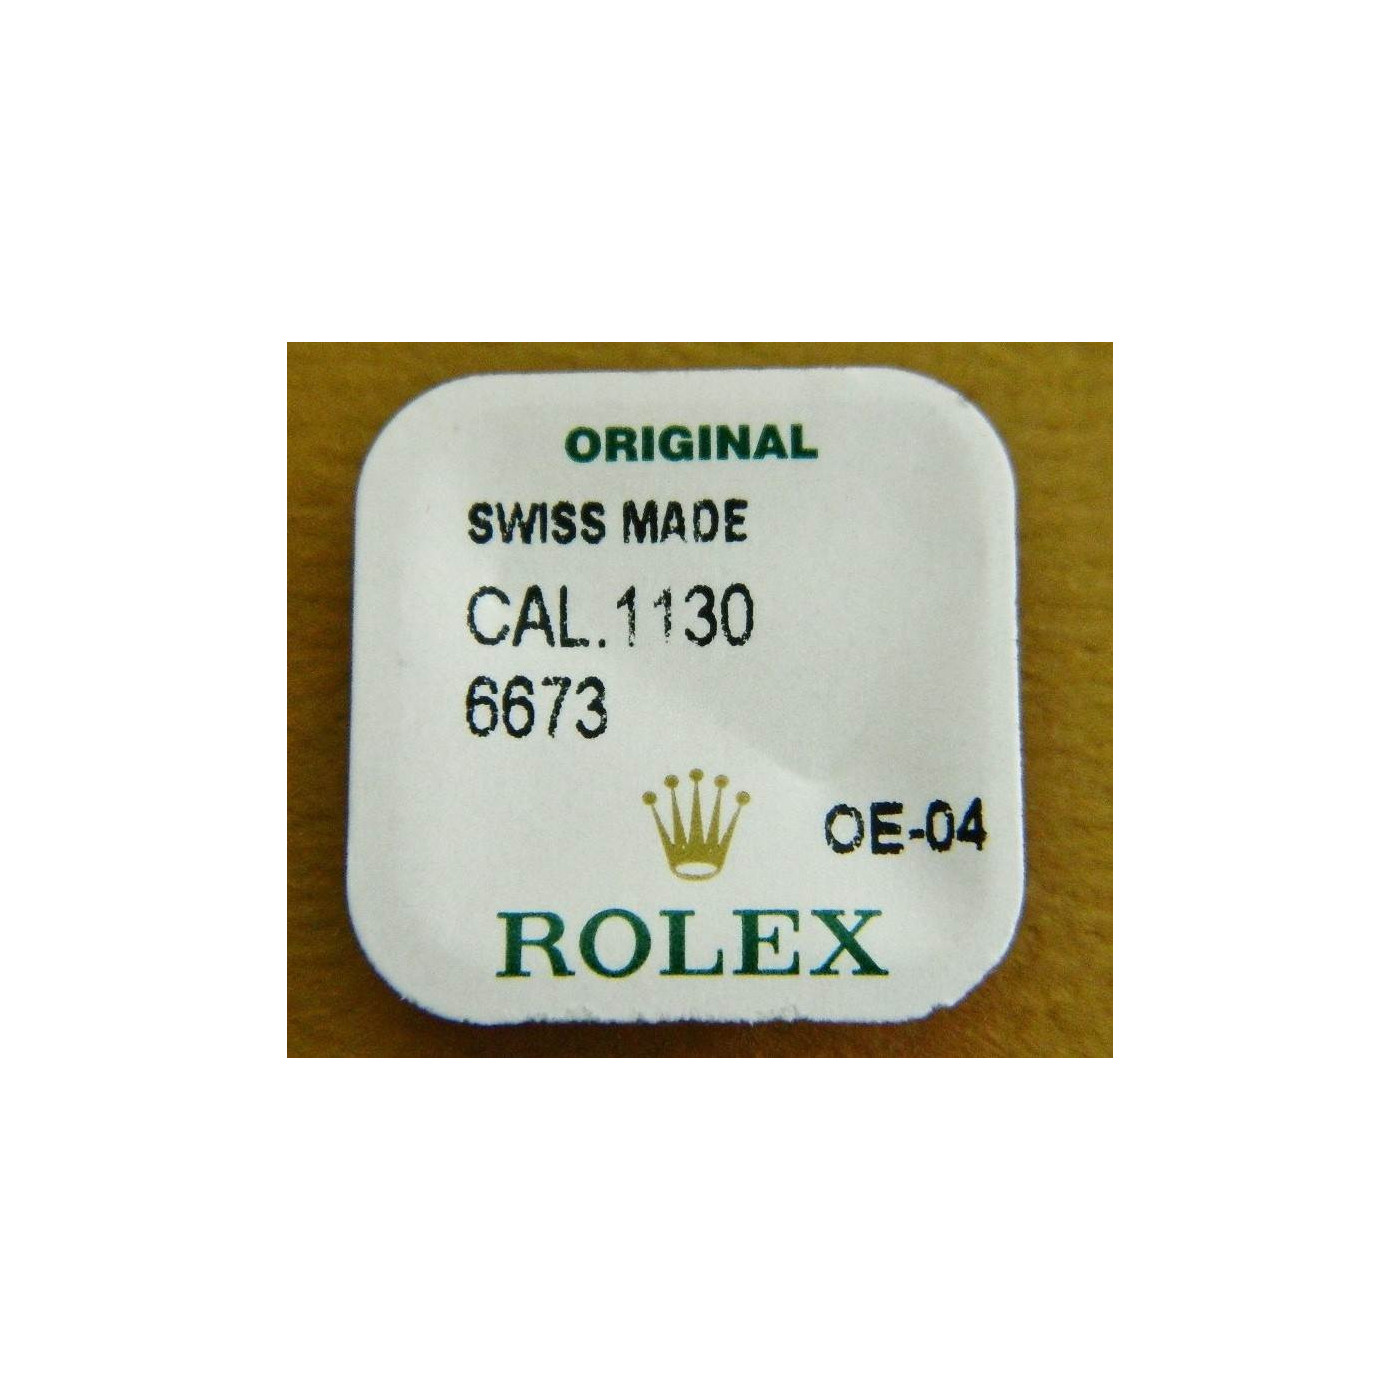 ORIGINAL
SWISS MADE
CAL.1130
6673
OE-04
ROLEX